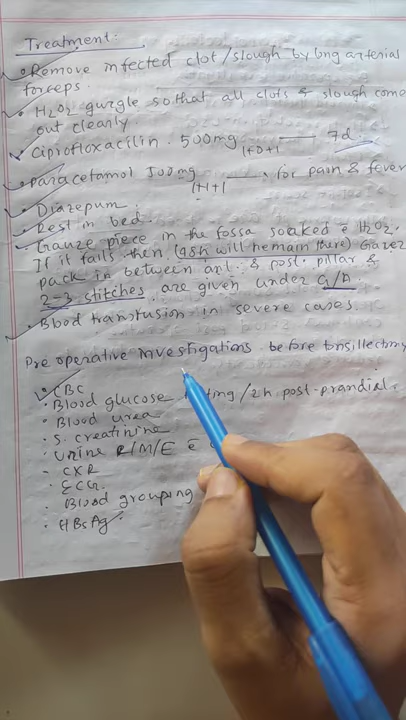 Treatment:
• Remove infected clot/slough by long arterial
forceps.
• H₂O₂ gurgle so that all clots & slough come
out cleanly.
• Ciprofloxacilin. 500mg —— 7d.
1+0+1
• Paracetamol 500mg —— for pain & fever
1+1+1
• Diazepum.
• Rest in bed.
• Gauze piece in the fossa soaked ē H₂O₂.
If it fails then (48h will remain there) Gauze
pack in between ant. & post. pillar &
2-3 stitches are given under G/A.
• Blood transfusion in severe cases.
Pre operative investigations before tonsillectomy
• CBC
• Blood glucose /2h post-prandial.
• Blood urea
• S. creatinine
• Urine R/M/E ē
- CXR
• ECG.
• Blood grouping
• HBsAg.